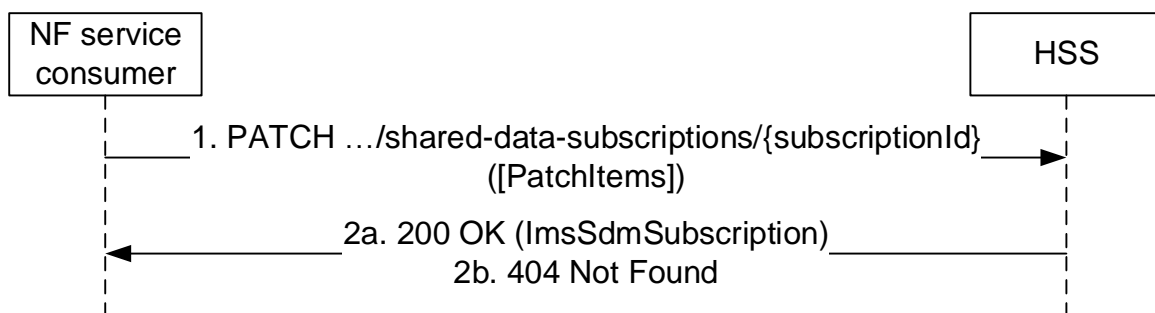 NF service
consumer
HSS
1. PATCH …/shared-data-subscriptions/{subscriptionId}
([PatchItems])
2a. 200 OK (ImsSdmSubscription)
2b. 404 Not Found